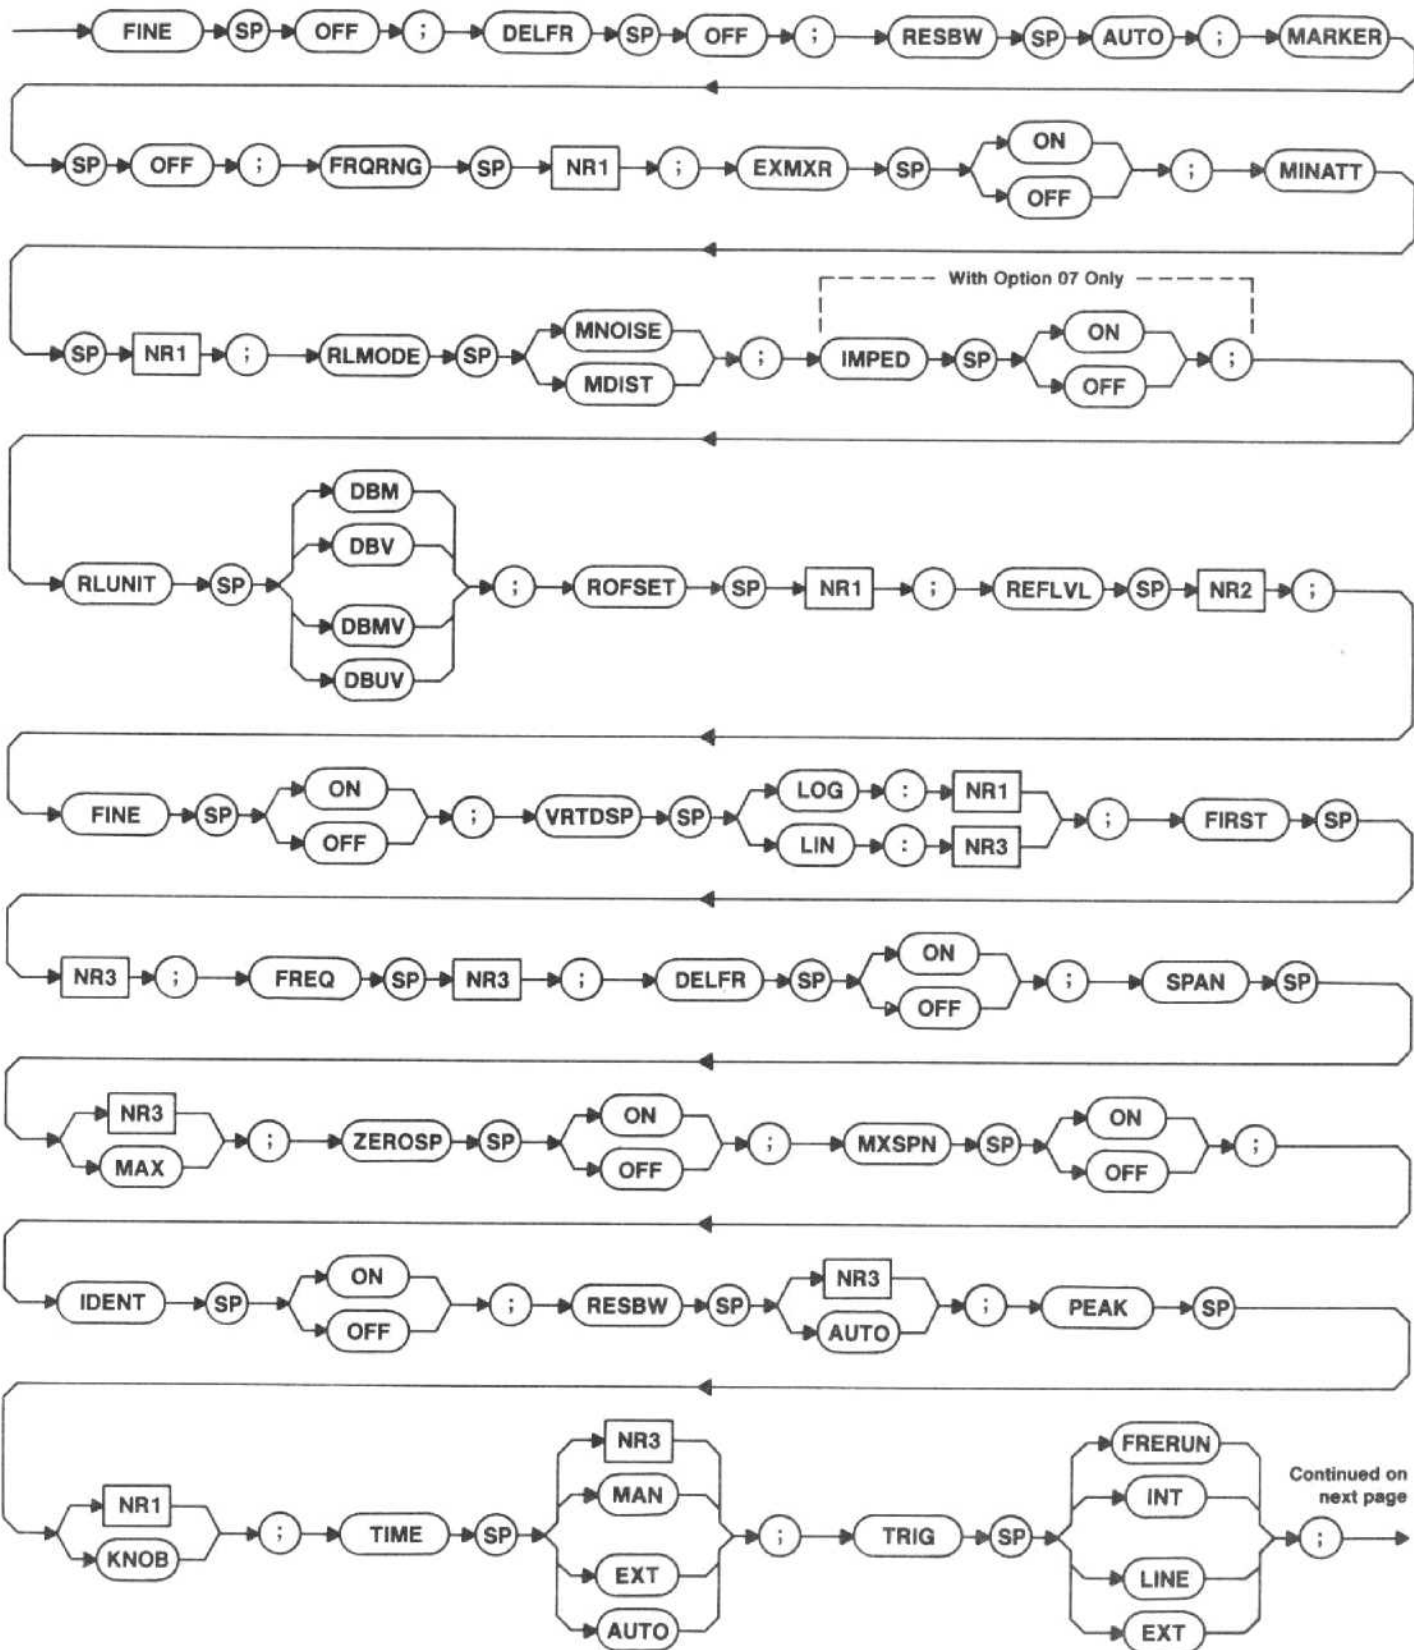 FINE SP OFF ; DELFR SP OFF ; RESBW SP AUTO ; MARKER
SP OFF ; FRQRNG SP NR1 ; EXMXR SP ON OFF ; MINATT
With Option 07 Only
SP NR1 ; RLMODE SP MNOISE MDIST ; IMPED SP ON OFF ;
RLUNIT SP DBM DBV DBMV DBUV ; ROFSET SP NR1 ; REFLVL SP NR2 ;
FINE SP ON OFF ; VRTDSP SP LOG : NR1 LIN : NR3 ; FIRST SP
NR3 ; FREQ SP NR3 ; DELFR SP ON OFF ; SPAN SP
NR3 MAX ; ZEROSP SP ON OFF ; MXSPN SP ON OFF ;
IDENT SP ON OFF ; RESBW SP NR3 AUTO ; PEAK SP
NR1 KNOB ; TIME SP NR3 MAN EXT AUTO ; TRIG SP FRERUN INT LINE EXT ;
Continued on
next page